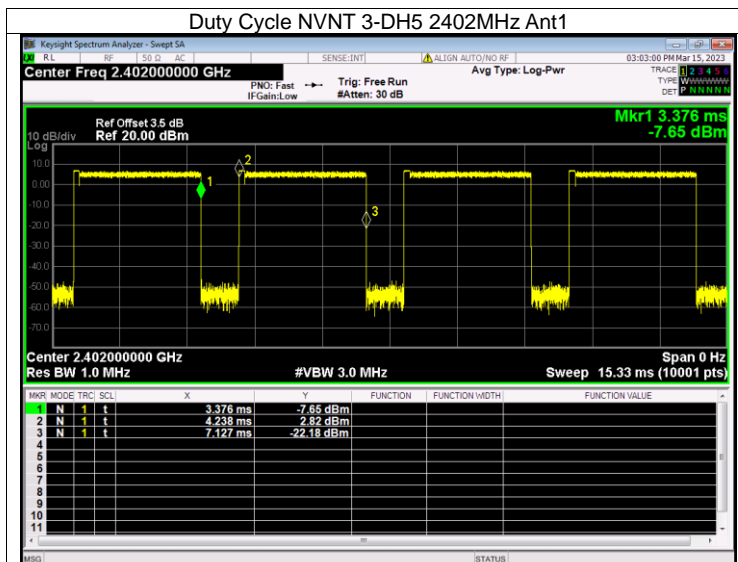 Duty Cycle NVNT 3-DH5 2402MHz Ant1
Keysight Spectrum Analyzer - Swept SA
RL RF 50 Ω AC SENSE:INT ALIGN AUTO/NO RF 03:03:00 PM Mar 15, 2023
Center Freq 2.402000000 GHz
PNO: Fast
IFGain:Low
Trig: Free Run
#Atten: 30 dB
Avg Type: Log-Pwr
TRACE 1 2 3 4 5 6
TYPE W
DET P N N N N N
Ref Offset 3.5 dB
10 dB/div Ref 20.00 dBm
Log
Mkr1 3.376 ms
-7.65 dBm
10.0
0.00
-10.0
-20.0
-30.0
-40.0
-50.0
-60.0
-70.0
1
2
3
Center 2.402000000 GHz Span 0 Hz
Res BW 1.0 MHz #VBW 3.0 MHz Sweep 15.33 ms (10001 pts)
MKR MODE TRC SCL X Y FUNCTION FUNCTION WIDTH FUNCTION VALUE
1 N 1 t 3.376 ms -7.65 dBm
2 N 1 t 4.238 ms 2.82 dBm
3 N 1 t 7.127 ms -22.18 dBm
4
5
6
7
8
9
10
11
MSG STATUS